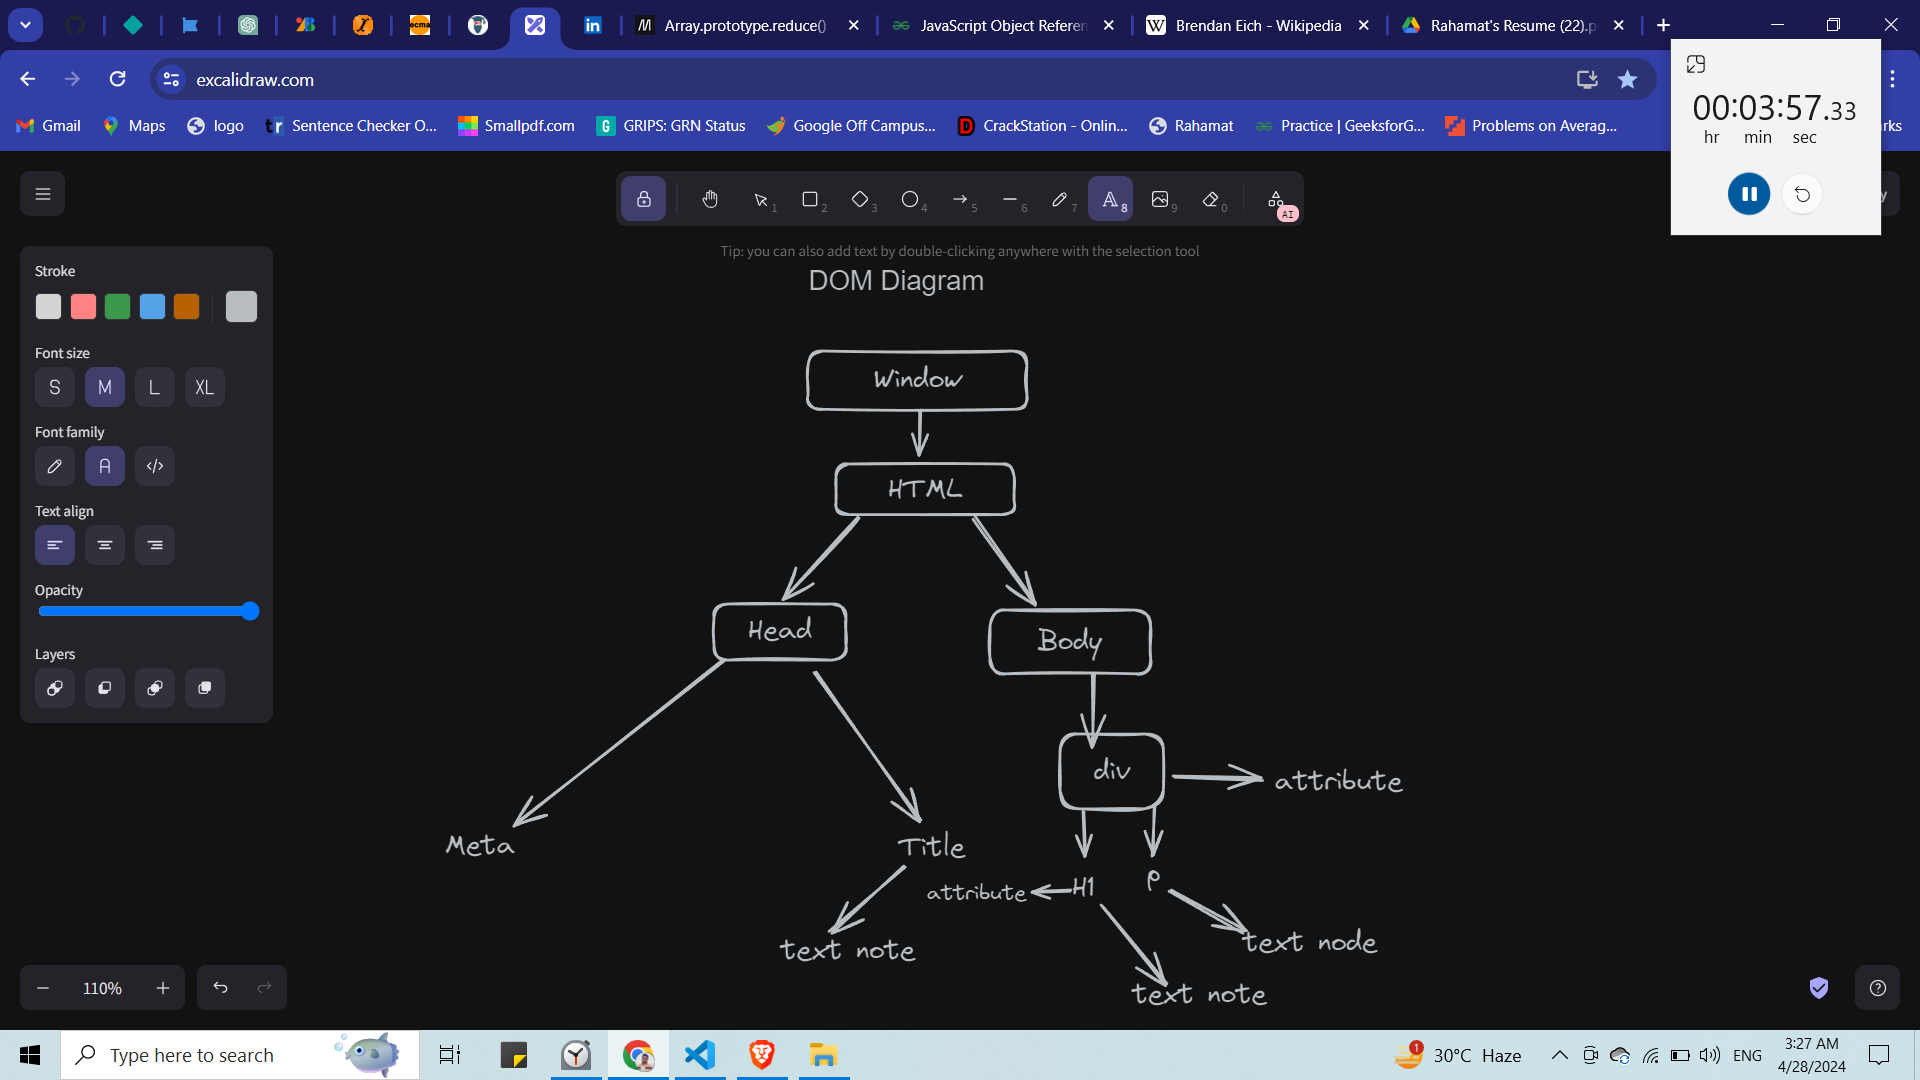 Array.prototype.reduce()
JavaScript Object Referen
Brendan Eich - Wikipedia
Rahamat's Resume (22).p
excalidraw.com
Gmail
Maps
logo
Sentence Checker O...
Smallpdf.com
GRIPS: GRN Status
Google Off Campus...
CrackStation - Onlin...
Rahamat
Practice | GeeksforG...
Problems on Averag...
rks
00:03:57.33
hr min sec
1 2 3 4 5 6 7 8 9 0 AI
y
Tip: you can also add text by double-clicking anywhere with the selection tool
DOM Diagram
Stroke
Font size
S M L XL
Font family
A </>
Text align
Opacity
Layers
Window
HTML
Head
Body
div
attribute
Meta
Title
attribute
H1
P
text note
text node
text note
110%
Type here to search
1
30°C Haze
ENG
3:27 AM
4/28/2024